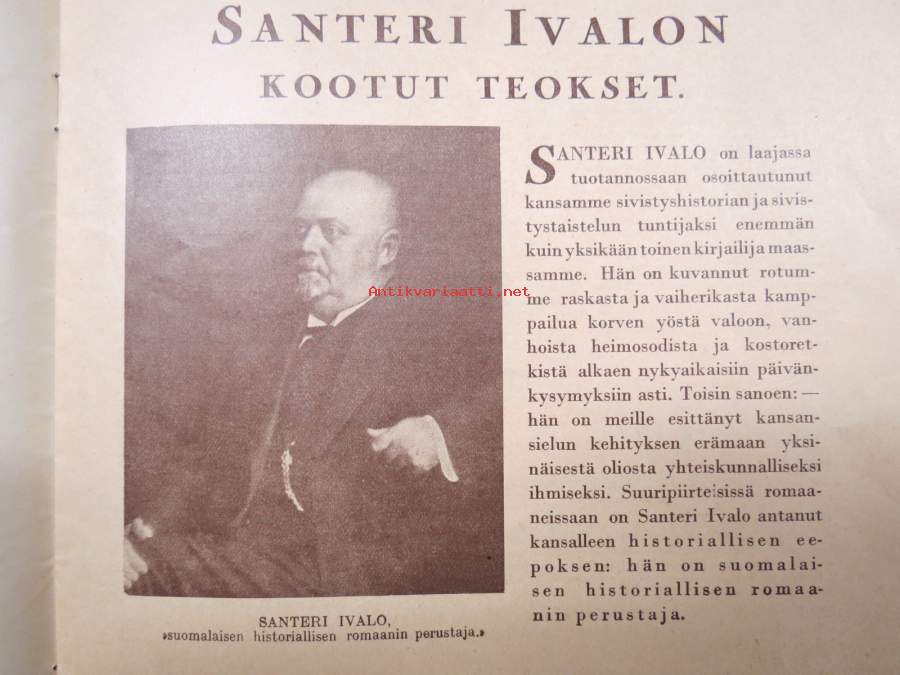 SANTERI IVALON
KOOTUT TEOKSET.
SANTERI IVALO on laajassa
tuotannossaan osoittautunut
kansamme sivistyshistorian ja sivis-
tystaistelun tuntijaksi enemmän
kuin yksikään toinen kirjailija maas-
samme. Hän on kuvannut rotum-
me raskasta ja vaiherikasta kamp-
pailua korven yöstä valoon, van-
hoista heimosodista ja kostoret-
kistä alkaen nykyaikaisiin päivän-
kysymyksiin asti. Toisin sanoen: —
hän on meille esittänyt kansan-
sielun kehityksen erämaan yksi-
näisestä oliosta yhteiskunnalliseksi
ihmiseksi. Suuripiirteisissä romaa-
neissaan on Santeri Ivalo antanut
kansalleen historiallisen ee-
poksen: hän on suomalai-
sen historiallisen romaa-
nin perustaja.
Antikvariaatti.net
SANTERI IVALO,
»suomalaisen historiallisen romaanin perustaja.»